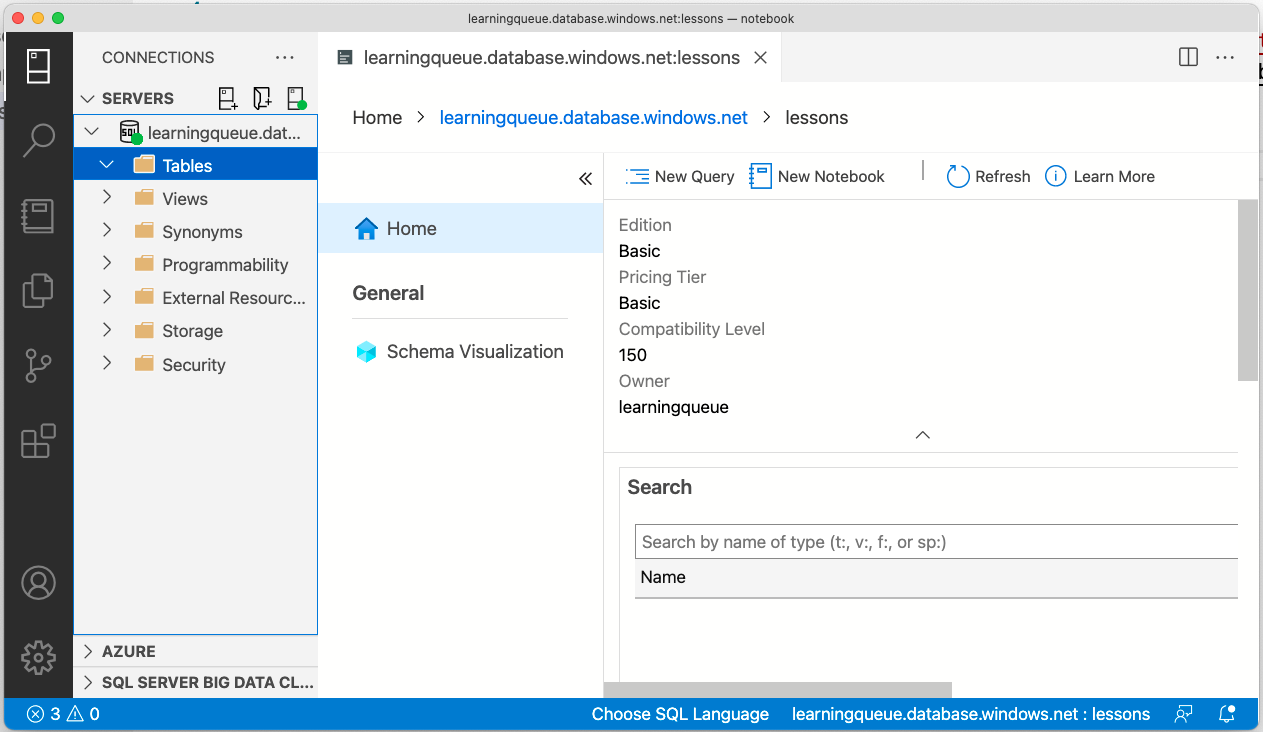 learningqueue.database.windows.net:lessons — notebook
CONNECTIONS
SERVERS
learningqueue.dat...
Tables
Views
Synonyms
Programmability
External Resourc...
Storage
Security
AZURE
SQL SERVER BIG DATA CL...
learningqueue.database.windows.net:lessons
Home > learningqueue.database.windows.net > lessons
Home
General
Schema Visualization
New Query New Notebook | Refresh Learn More
Edition
Basic
Pricing Tier
Basic
Compatibility Level
150
Owner
learningqueue
Search
Search by name of type (t:, v:, f:, or sp:)
Name
3 0 Choose SQL Language learningqueue.database.windows.net : lessons